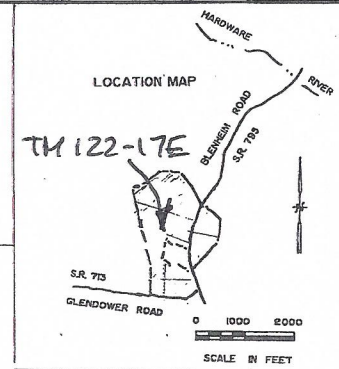 HARDWARE
RIVER
LOCATION MAP
BLENHEIM ROAD
S.R. 795
TM 122-17E
S.R. 713
GLENDOWER ROAD
0 1000 2000
SCALE IN FEET